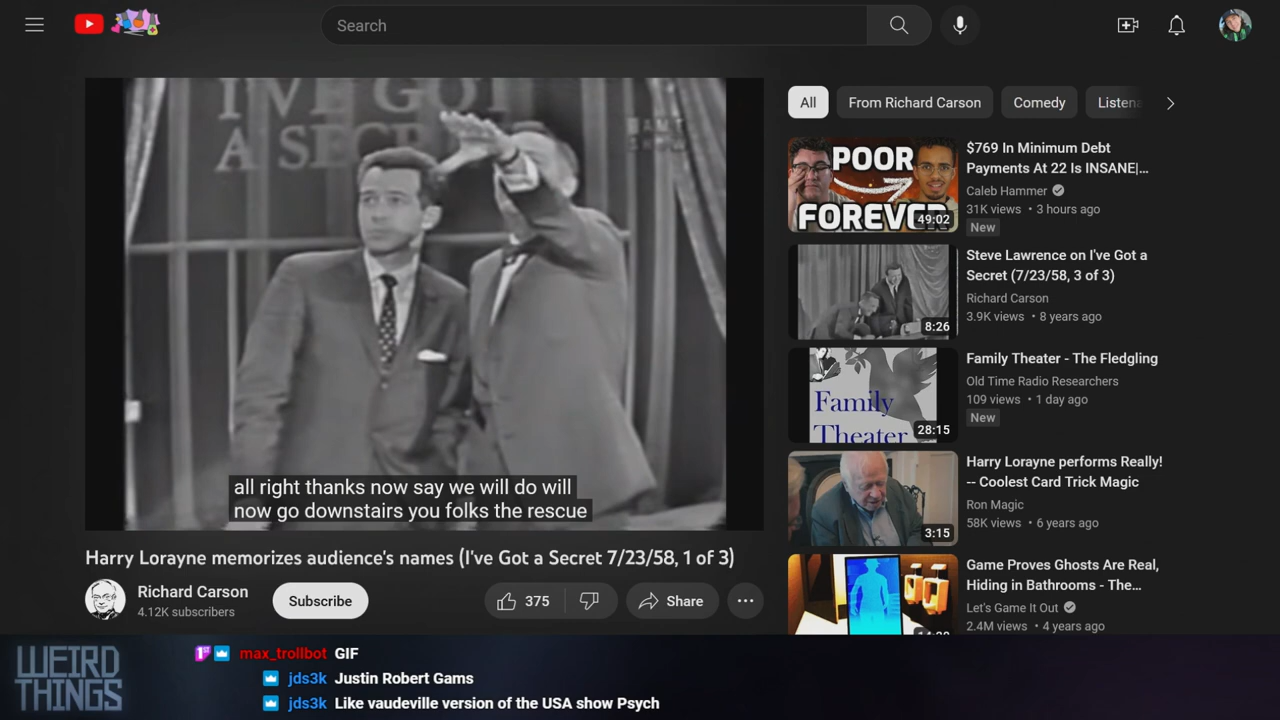 Search
I'VE GOT
A SECRET
all right thanks now say we will do will
now go downstairs you folks the rescue
Harry Lorayne memorizes audience's names (I've Got a Secret 7/23/58, 1 of 3)
Richard Carson
4.12K subscribers
Subscribe
375
Share
All
From Richard Carson
Comedy
Listena
POOR
FOREVER
49:02
$769 In Minimum Debt
Payments At 22 Is INSANE|...
Caleb Hammer
31K views • 3 hours ago
New
8:26
Steve Lawrence on I've Got a
Secret (7/23/58, 3 of 3)
Richard Carson
3.9K views • 8 years ago
Family
Theater
28:15
Family Theater - The Fledgling
Old Time Radio Researchers
109 views • 1 day ago
New
3:15
Harry Lorayne performs Really!
-- Coolest Card Trick Magic
Ron Magic
58K views • 6 years ago
Game Proves Ghosts Are Real,
Hiding in Bathrooms - The...
Let's Game It Out
2.6M views • 4 years ago
WEIRD
THINGS
max_trollbot GIF
jds3k Justin Robert Gams
jds3k Like vaudeville version of the USA show Psych